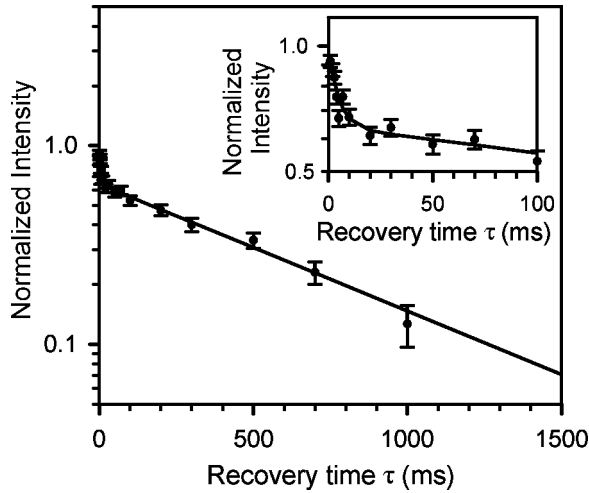 Normalized Intensity
1.0
0.1
0
500
1000
1500
Recovery time τ (ms)
Normalized
Intensity
1.0
0.5
0
50
100
Recovery time τ (ms)